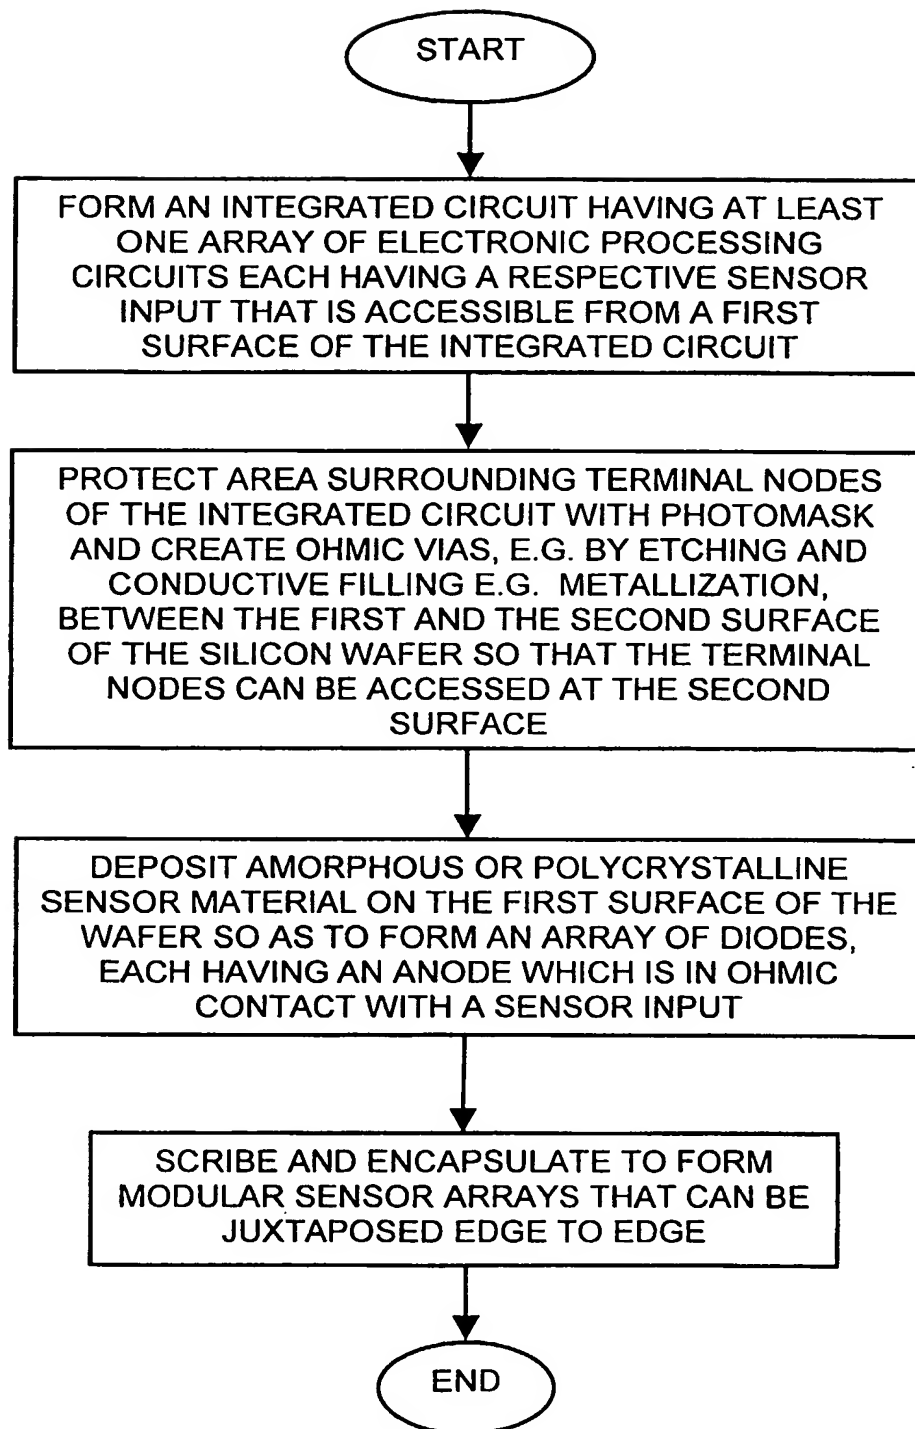 START
FORM AN INTEGRATED CIRCUIT HAVING AT LEAST
ONE ARRAY OF ELECTRONIC PROCESSING
CIRCUITS EACH HAVING A RESPECTIVE SENSOR
INPUT THAT IS ACCESSIBLE FROM A FIRST
SURFACE OF THE INTEGRATED CIRCUIT
PROTECT AREA SURROUNDING TERMINAL NODES
OF THE INTEGRATED CIRCUIT WITH PHOTOMASK
AND CREATE OHMIC VIAS, E.G. BY ETCHING AND
CONDUCTIVE FILLING E.G. METALLIZATION,
BETWEEN THE FIRST AND THE SECOND SURFACE
OF THE SILICON WAFER SO THAT THE TERMINAL
NODES CAN BE ACCESSED AT THE SECOND
SURFACE
DEPOSIT AMORPHOUS OR POLYCRYSTALLINE
SENSOR MATERIAL ON THE FIRST SURFACE OF THE
WAFER SO AS TO FORM AN ARRAY OF DIODES,
EACH HAVING AN ANODE WHICH IS IN OHMIC
CONTACT WITH A SENSOR INPUT
SCRIBE AND ENCAPSULATE TO FORM
MODULAR SENSOR ARRAYS THAT CAN BE
JUXTAPOSED EDGE TO EDGE
END